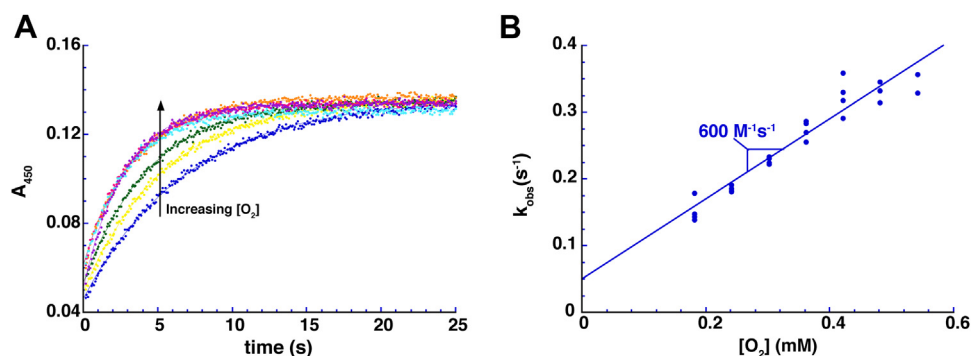 A
0.16
0.12
0.08
0.04
A450
Increasing [O2]
0
5
10
15
20
25
time (s)
B
0.4
0.3
0.2
0.1
0
kobs(s⁻¹)
600 M⁻¹s⁻¹
0
0.2
0.4
0.6
[O2] (mM)